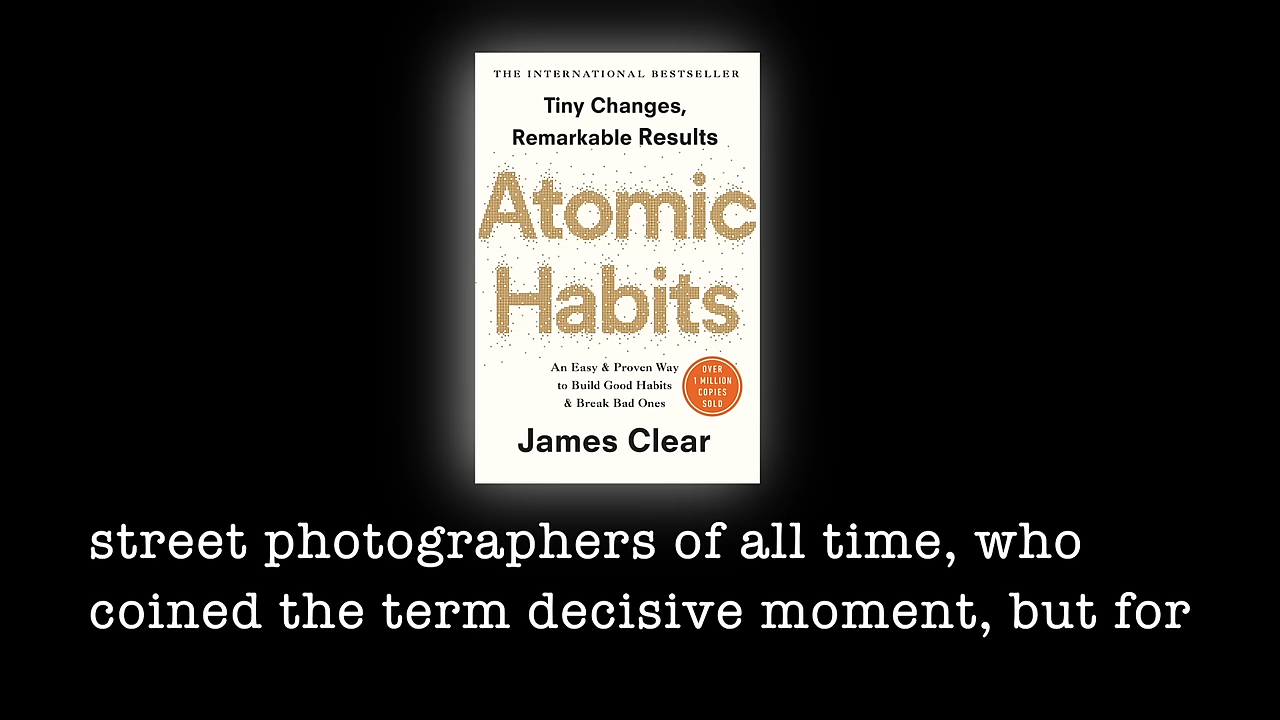 THE INTERNATIONAL BESTSELLER
Tiny Changes,
Remarkable Results
Atomic
Habits
An Easy & Proven Way
to Build Good Habits
& Break Bad Ones
OVER
1 MILLION
COPIES
SOLD
James Clear
street photographers of all time, who
coined the term decisive moment, but for